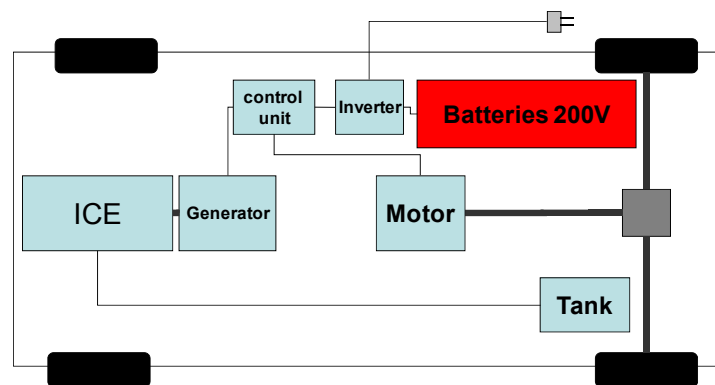 control
unit
Inverter
Batteries 200V
ICE
Generator
Motor
Tank